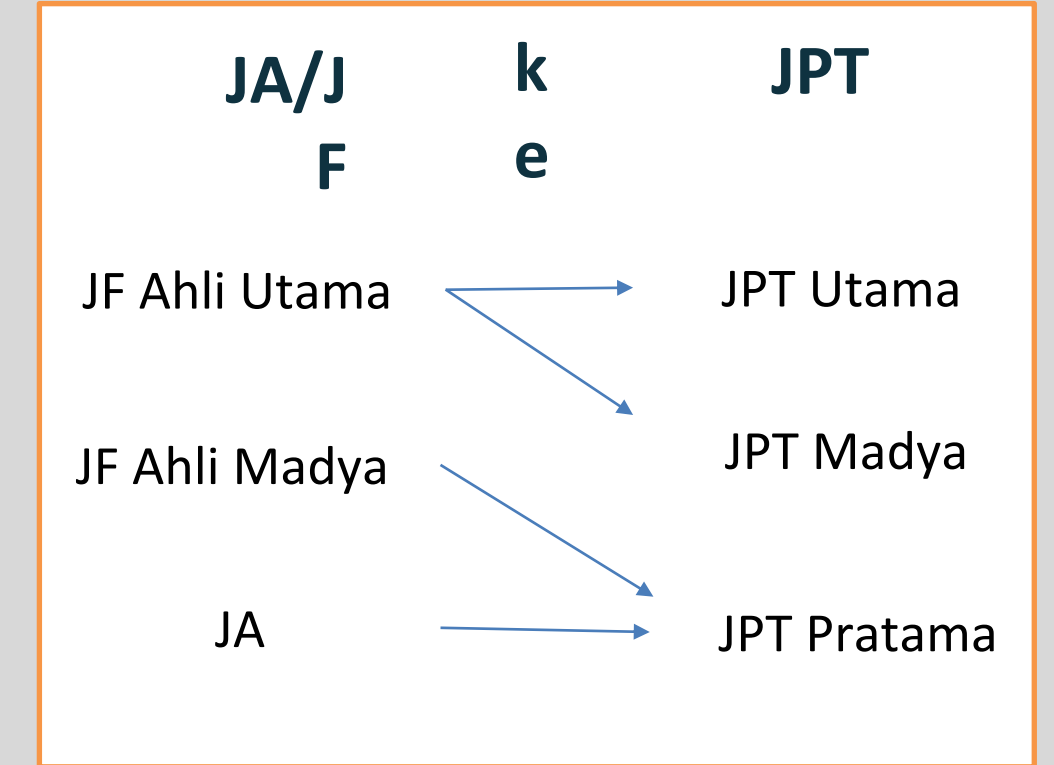 JA/J
F
k
e
JPT
JF Ahli Utama
JPT Utama
JF Ahli Madya
JPT Madya
JA
JPT Pratama